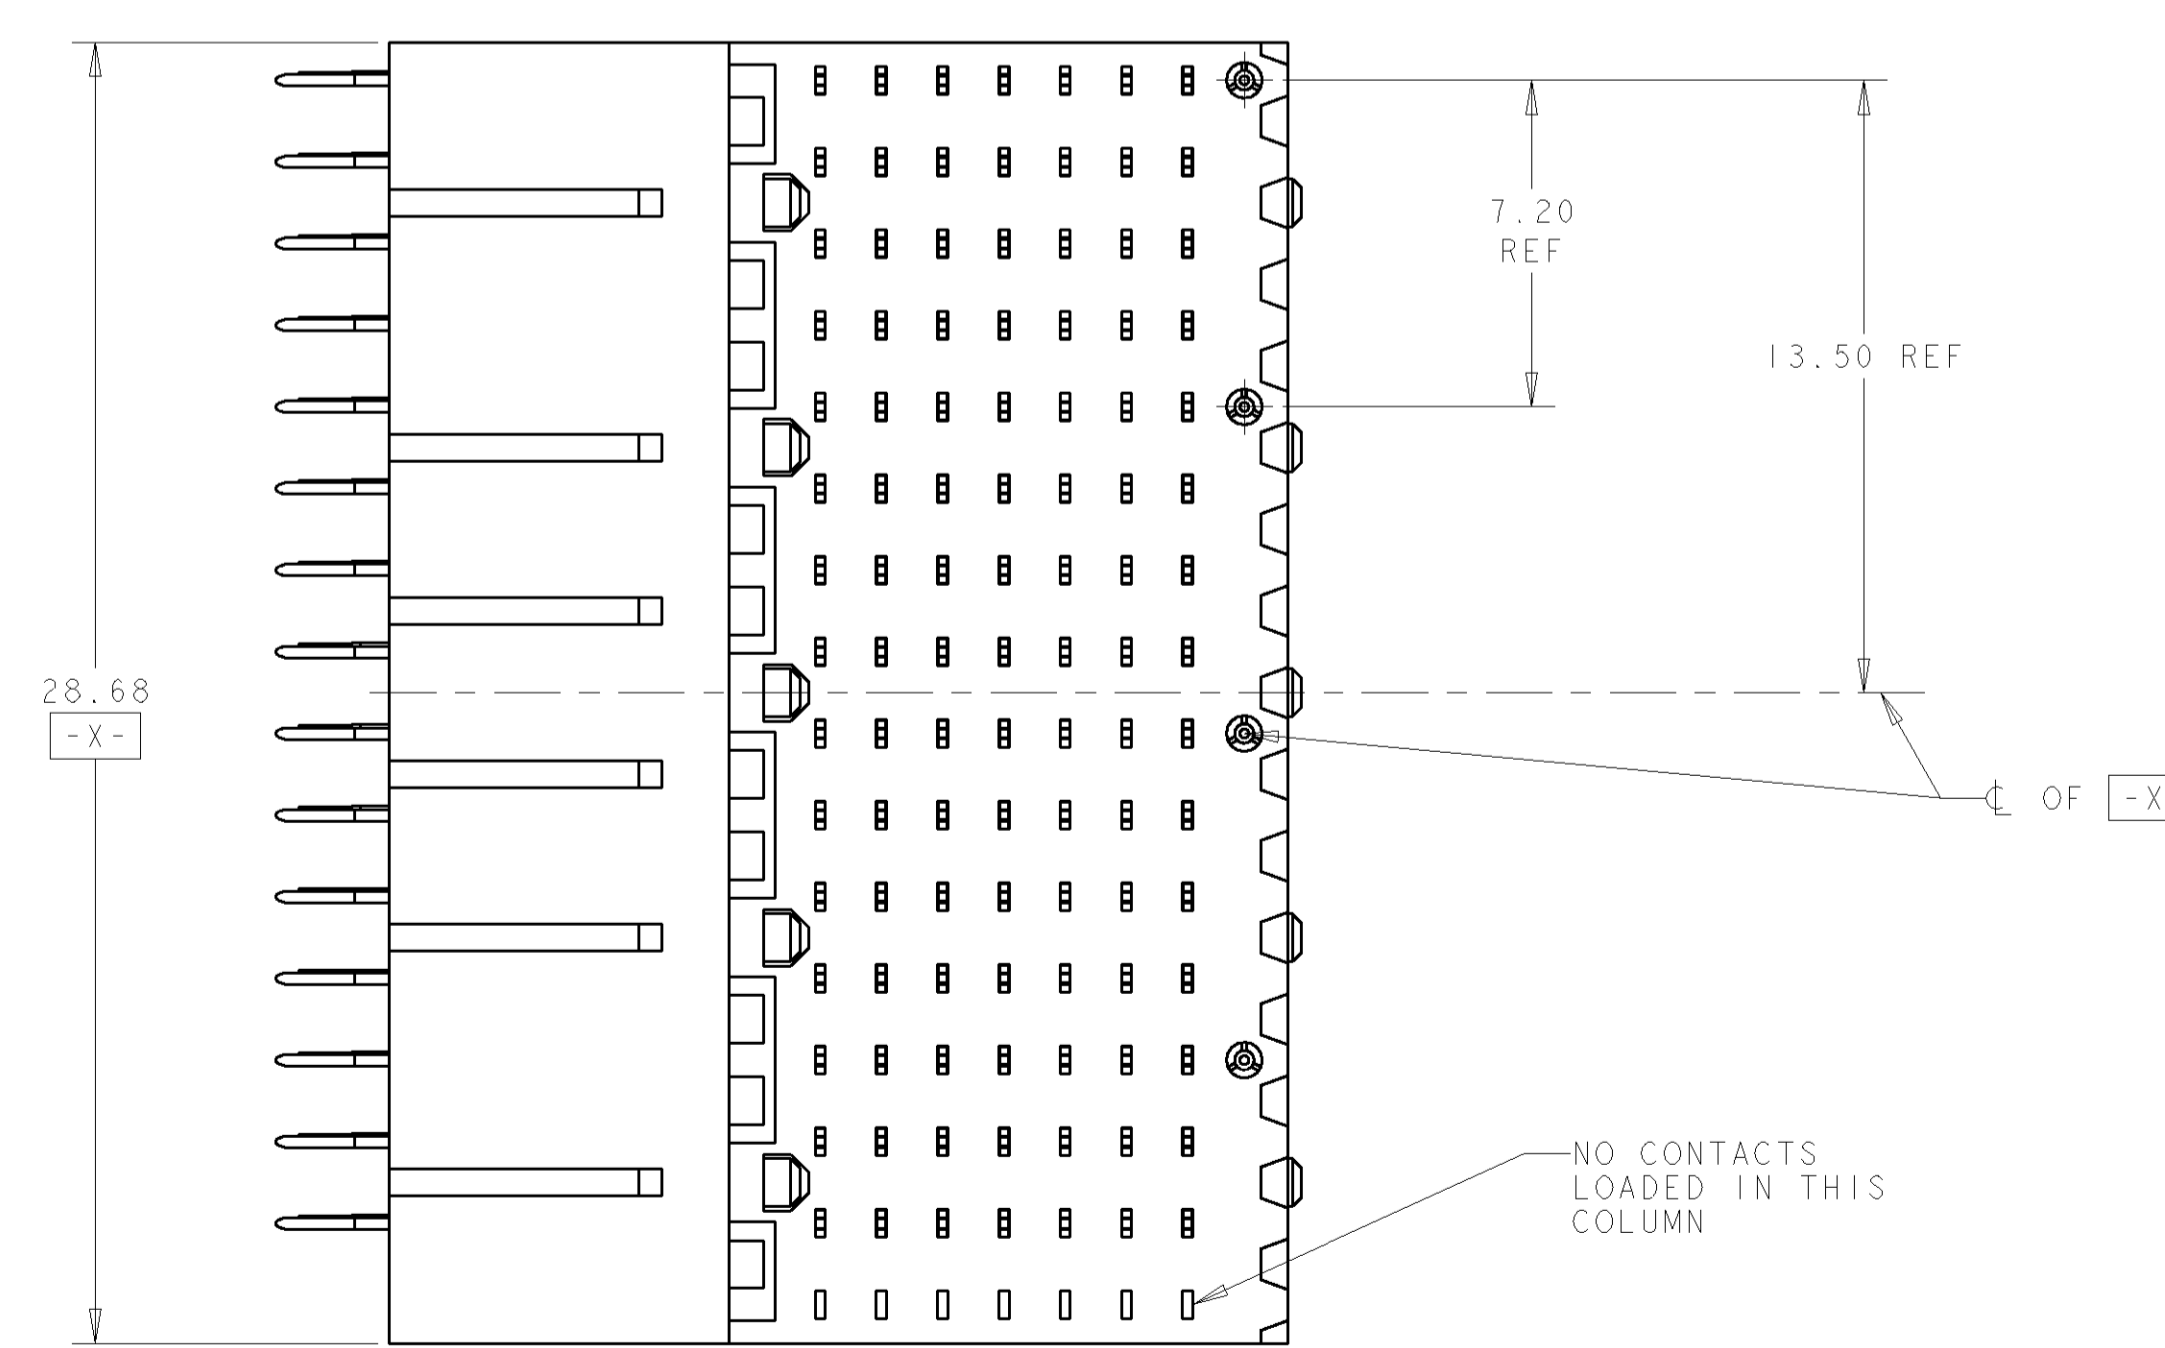 7.20
REF
13.50 REF
28.68
-X-
℄ OF -X
NO CONTACTS
LOADED IN THIS
COLUMN